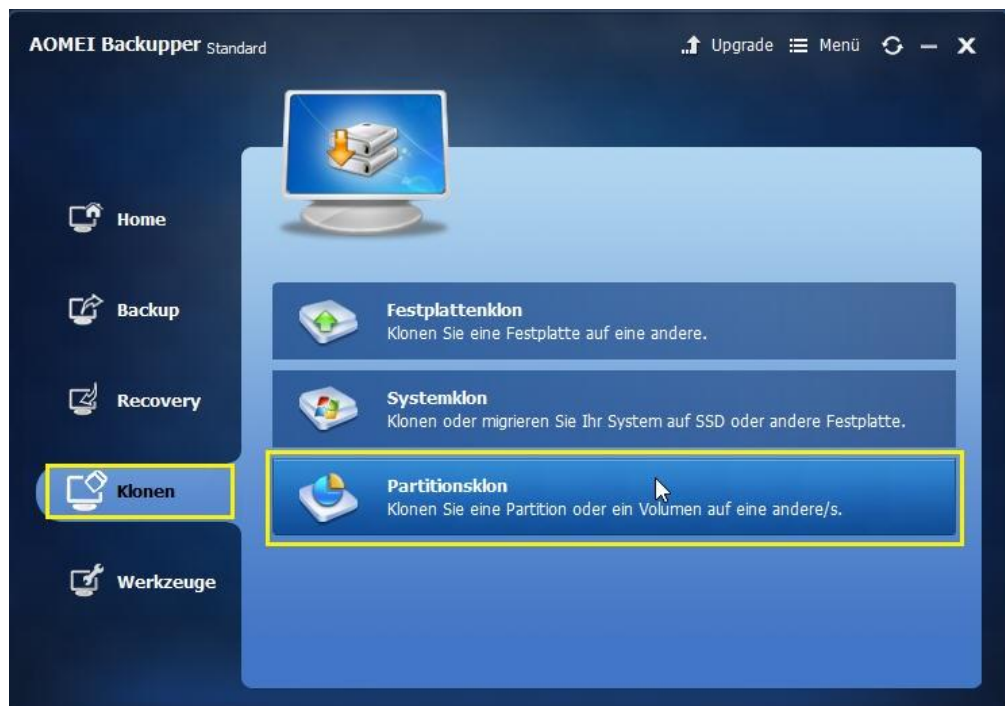 AOMEI Backupper Standard
Upgrade Menü
Home
Backup
Recovery
Klonen
Werkzeuge
Festplattenklon
Klonen Sie eine Festplatte auf eine andere.
Systemklon
Klonen oder migrieren Sie Ihr System auf SSD oder andere Festplatte.
Partitionsklon
Klonen Sie eine Partition oder ein Volumen auf eine andere/s.